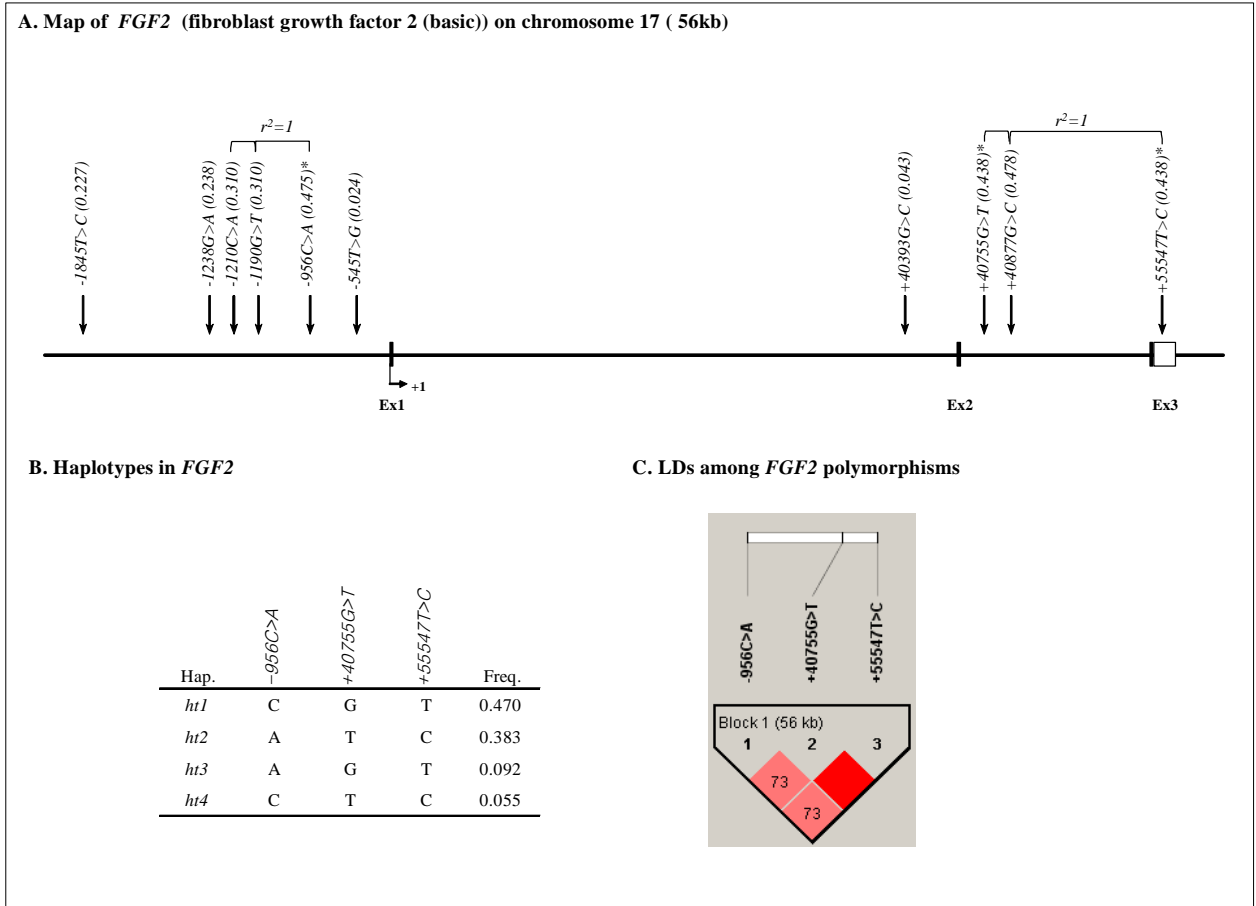 A. Map of FGF2 (fibroblast growth factor 2 (basic)) on chromosome 17 ( 56kb)
r²=1
r²=1
-1845T>C (0.227)
-1238G>A (0.238)
-1210C>A (0.310)
-1190G>T (0.310)
-956C>A (0.475)*
-545T>G (0.024)
+40393G>C (0.043)
+40755G>T (0.438)*
+40877G>C (0.478)
+55547T>C (0.438)*
+1
Ex1
Ex2
Ex3
B. Haplotypes in FGF2
Hap. -956C>A +40755G>T +55547T>C Freq.
ht1 C G T 0.470
ht2 A T C 0.383
ht3 A G T 0.092
ht4 C T C 0.055
C. LDs among FGF2 polymorphisms
-956C>A
+40755G>T
+55547T>C
Block 1 (56 kb)
1 2 3
73
73